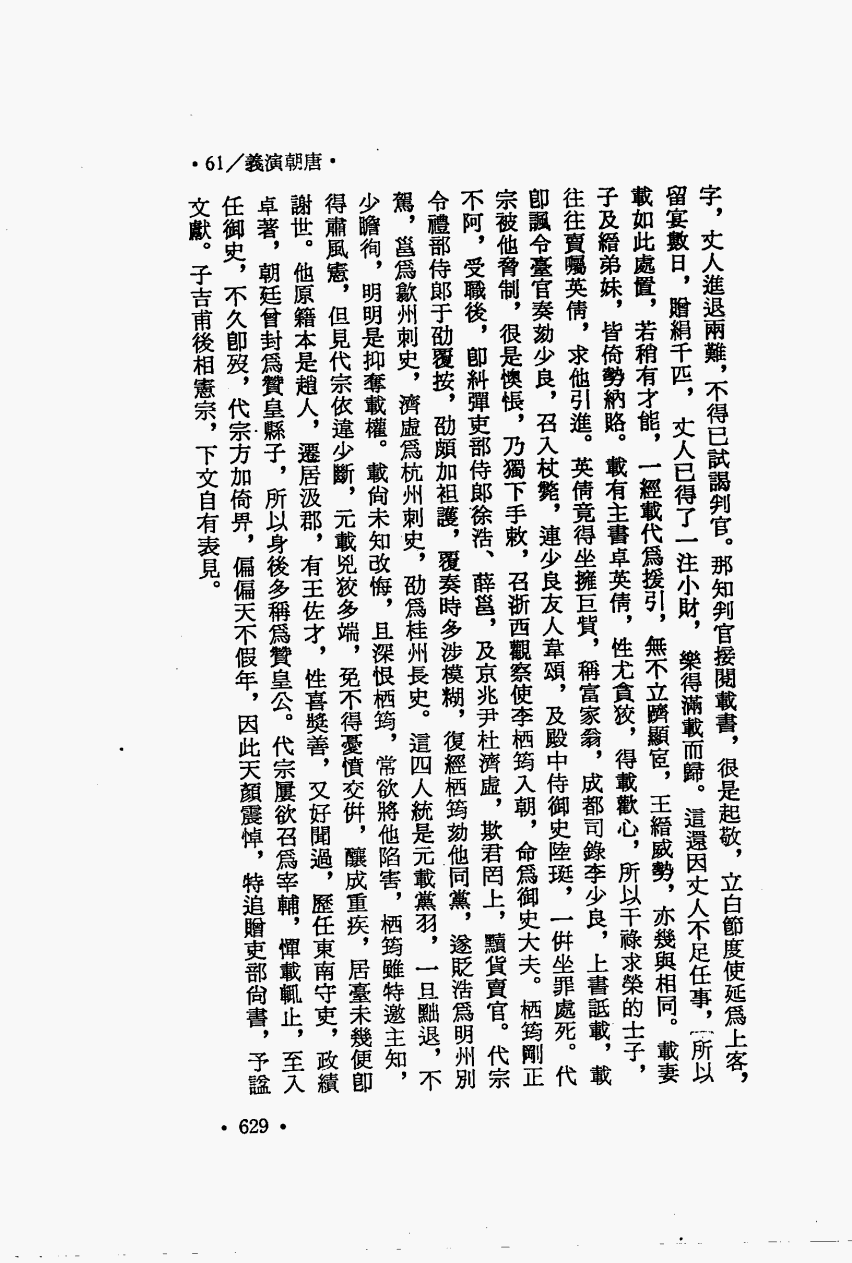 ·唐朝演義/61·
字，丈人進退兩難，不得已試謁判官。那知判官接閱載書，很是起敬，立白節度使延爲上客，
留宴數日，贈絹千匹，丈人已得了一注小財，樂得滿載而歸。這還因丈人不足任事，所以
載如此處置，若稍有才能，一經載代爲援引，無不立躋顯宦，王縉威勢，亦幾與相同。載妻
子及縉弟妹，皆倚勢納賂。載有主書卓英倩，性尤貪狡，得載歡心，所以干祿求榮的士子，
往往賣囑英倩，求他引進。英倩竟得坐擁巨貲，稱富家翁，成都司錄李少良，上書詆載，載
卽諷令臺官奏劾少良，召入杖斃，連少良友人韋頌，及殿中侍御史陸珽，一併坐罪處死。代
宗被他脅制，很是懊悵，乃獨下手敕，召浙西觀察使李栖筠入朝，命爲御史大夫。栖筠剛正
不阿，受職後，卽糾彈吏部侍郎徐浩、薛邕，及京兆尹杜濟虛，欺君罔上，黷貨賣官。代宗
令禮部侍郎于劭覆按，劭頗加袒護，覆奏時多涉模糊，復經栖筠劾他同黨，遂貶浩爲明州別
駕，邕爲歙州刺史，濟虛爲杭州刺史，劭爲桂州長史。這四人統是元載黨羽，一旦黜退，不
少瞻徇，明明是抑奪載權。載尙未知改悔，且深恨栖筠，常欲將他陷害，栖筠雖特邀主知，
得肅風憲，但見代宗依違少斷，元載兇狡多端，免不得憂憤交併，釀成重疾，居臺未幾便卽
謝世。他原籍本是趙人，遷居汲郡，有王佐才，性喜獎善，又好聞過，歷任東南守吏，政績
卓著，朝廷曾封爲贊皇縣子，所以身後多稱爲贊皇公。代宗屢欲召爲宰輔，憚載輒止，至入
任御史，不久卽歿，代宗方加倚畀，偏偏天不假年，因此天顏震悼，特追贈吏部尙書，予諡
文獻。子吉甫後相憲宗，下文自有表見。
·629·